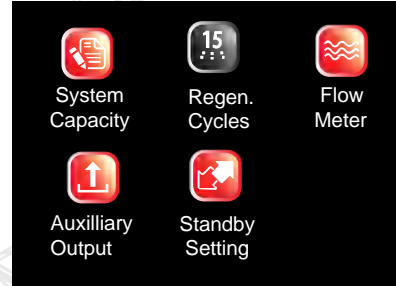 15
System Capacity
Regen. Cycles
Flow Meter
Auxilliary Output
Standby Setting